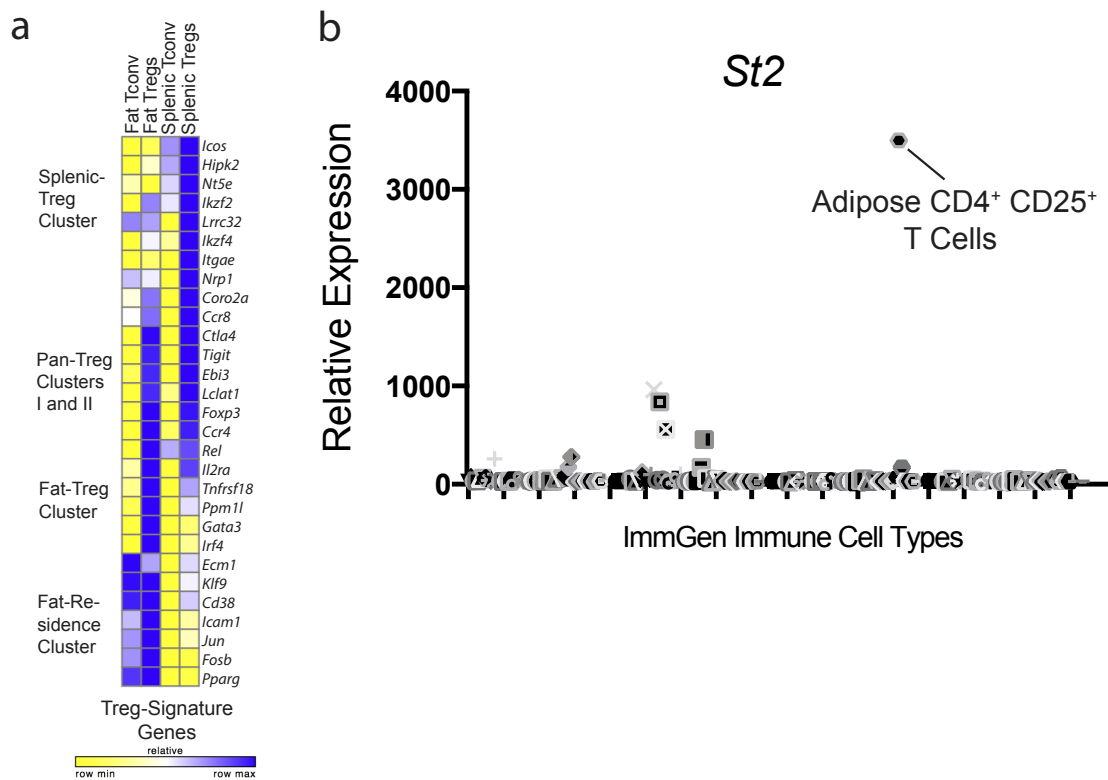 a
Fat Tconv
Fat Tregs
Splenic Tconv
Splenic Tregs
Splenic-
Treg
Cluster
Pan-Treg
Clusters
I and II
Fat-Treg
Cluster
Fat-Re-
sidence
Cluster
Icos
Hipk2
Nt5e
Ikzf2
Lrrc32
Ikzf4
Itgae
Nrp1
Coro2a
Ccr8
Ctla4
Tigit
Ebi3
Lclat1
Foxp3
Ccr4
Rel
Il2ra
Tnfrsf18
Ppm1l
Gata3
Irf4
Ecm1
Klf9
Cd38
Icam1
Jun
Fosb
Pparg
Treg-Signature
Genes
relative
row min row max
b
St2
Relative Expression
4000
3000
2000
1000
0
Adipose CD4⁺ CD25⁺
T Cells
ImmGen Immune Cell Types